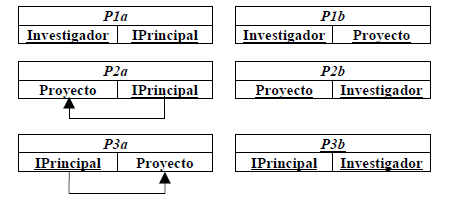 P1a
P1b
Investigador IPrincipal
Investigador Proyecto
P2a
P2b
Proyecto IPrincipal
Proyecto Investigador
P3a
P3b
IPrincipal Proyecto
IPrincipal Investigador